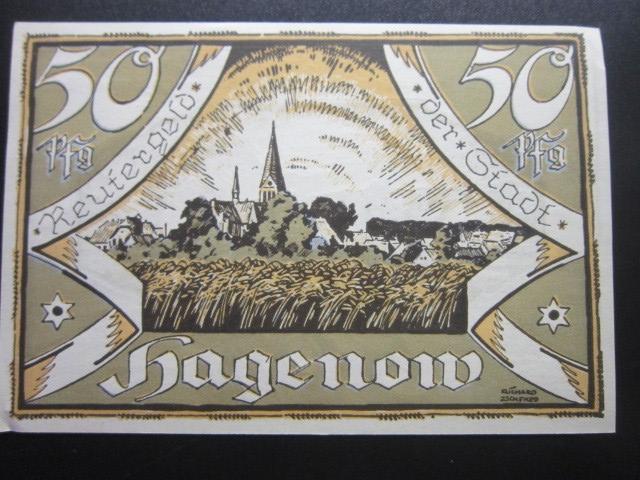 50 Pfg
*Reutergeld*
*der*Stadt*
50 Pfg
Hagenow
RICHARD
ZSCHEKED